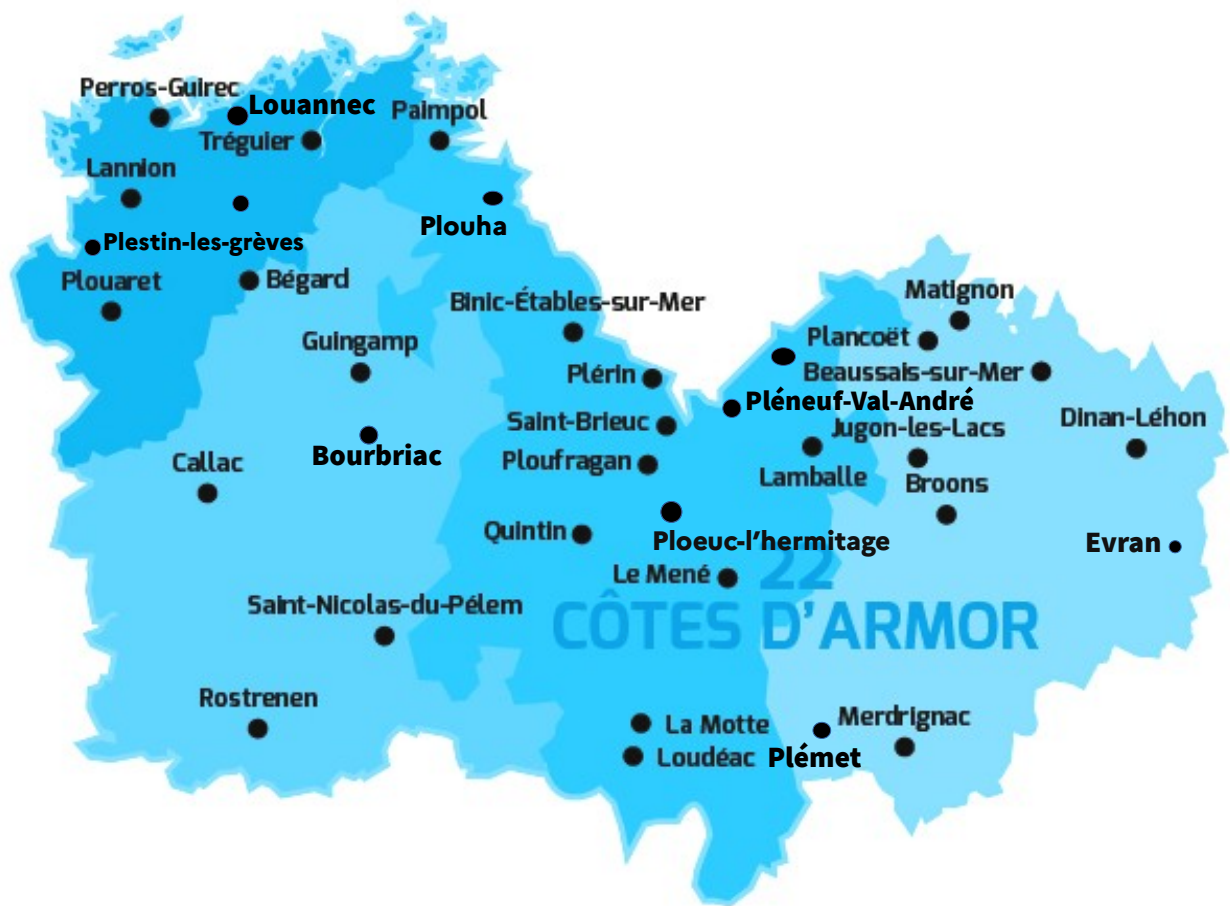 Perros-Guirec
Louannec
Paimpol
Tréguier
Lannion
Plouha
Plestin-les-grèves
Plouaret
Bégard
Binic-Étables-sur-Mer
Matignon
Guingamp
Plancoët
Plérin
Beaussais-sur-Mer
Pléneuf-Val-André
Saint-Brieuc
Jugon-les-Lacs
Dinan-Léhon
Bourbriac
Callac
Ploufragan
Lamballe
Broons
Quintin
Ploeuc-l'hermitage
Evran
Le Mené
22
CÔTES D'ARMOR
Saint-Nicolas-du-Pélem
Rostrenen
La Motte
Merdrignac
Loudéac
Plémet